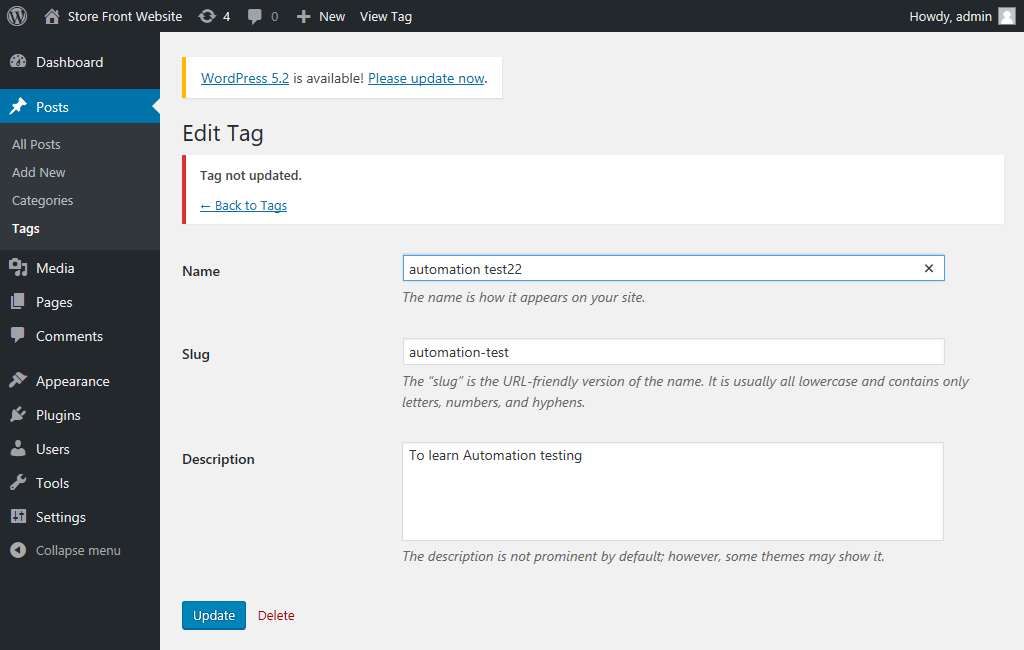 Store Front Website 4 0 New View Tag Howdy, admin
Dashboard
Posts
All Posts
Add New
Categories
Tags
Media
Pages
Comments
Appearance
Plugins
Users
Tools
Settings
Collapse menu
WordPress 5.2 is available! Please update now.
Edit Tag
Tag not updated.
← Back to Tags
Name
automation test22
The name is how it appears on your site.
Slug
automation-test
The “slug” is the URL-friendly version of the name. It is usually all lowercase and contains only
letters, numbers, and hyphens.
Description
To learn Automation testing
The description is not prominent by default; however, some themes may show it.
Update Delete